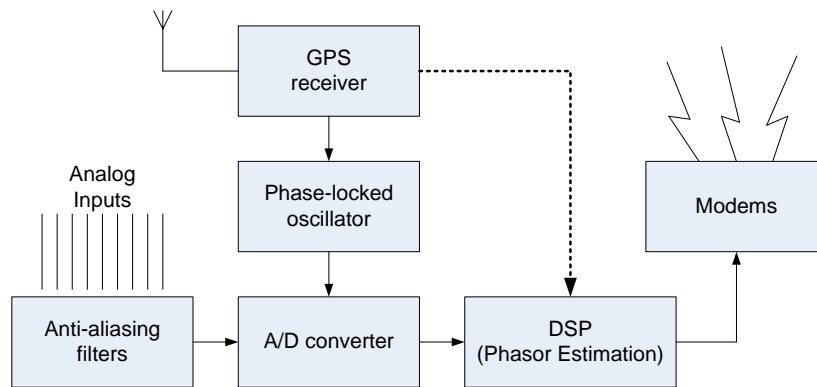 GPS
receiver
Analog
Inputs
Phase-locked
oscillator
Modems
Anti-aliasing
filters
A/D converter
DSP
(Phasor Estimation)